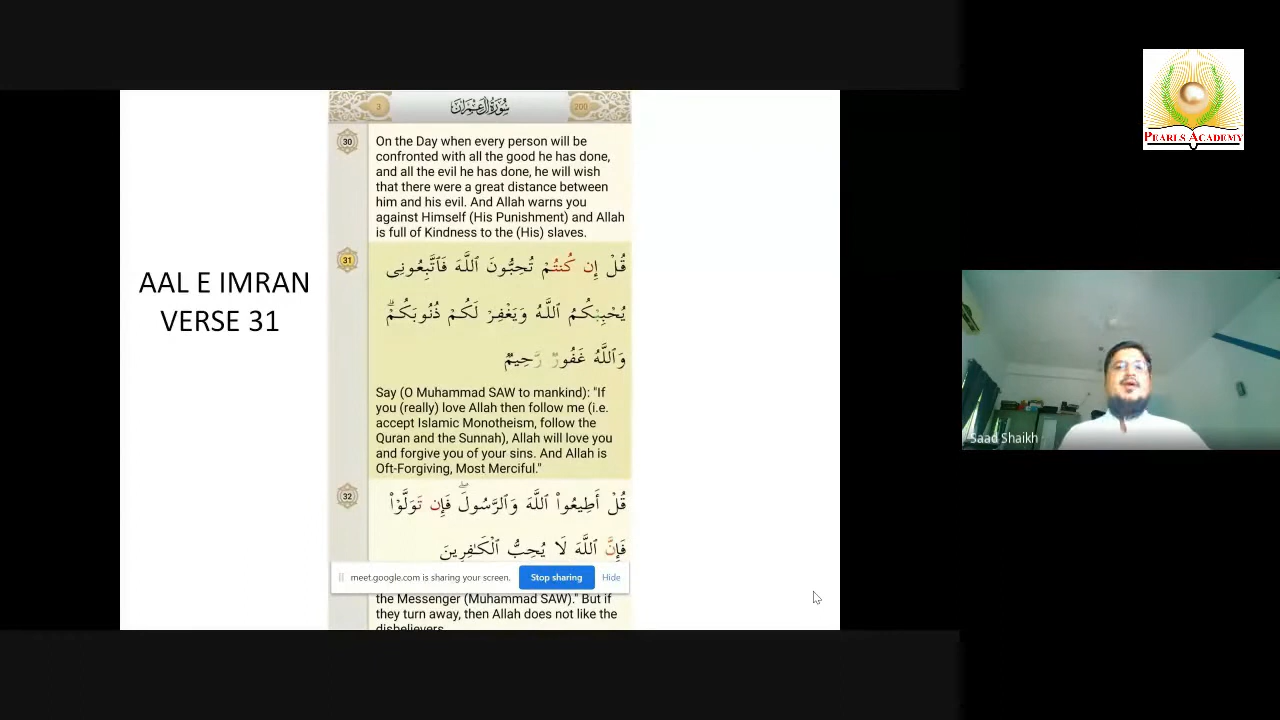 AAL E IMRAN
VERSE 31
3
سُورَةُ آلِ عِمْرَان
200
30
On the Day when every person will be
confronted with all the good he has done,
and all the evil he has done, he will wish
that there were a great distance between
him and his evil. And Allah warns you
against Himself (His Punishment) and Allah
is full of Kindness to the (His) slaves.
31
قُلْ إِن كُنتُمْ تُحِبُّونَ ٱللَّهَ فَٱتَّبِعُونِى
يُحْبِبْكُمُ ٱللَّهُ وَيَغْفِرْ لَكُمْ ذُنُوبَكُمْ ۗ
وَٱللَّهُ غَفُورٌ رَّحِيمٌ
Say (O Muhammad SAW to mankind): "If
you (really) love Allah then follow me (i.e.
accept Islamic Monotheism, follow the
Quran and the Sunnah), Allah will love you
and forgive you of your sins. And Allah is
Oft-Forgiving, Most Merciful."
32
قُلْ أَطِيعُوا۟ ٱللَّهَ وَٱلرَّسُولَ ۖ فَإِن تَوَلَّوْا۟
فَإِنَّ ٱللَّهَ لَا يُحِبُّ ٱلْكَـٰفِرِينَ
meet.google.com is sharing your screen.
Stop sharing
Hide
the Messenger (Muhammad SAW)." But if
they turn away, then Allah does not like the
disbelievers
PEARLS ACADEMY
Saad Shaikh